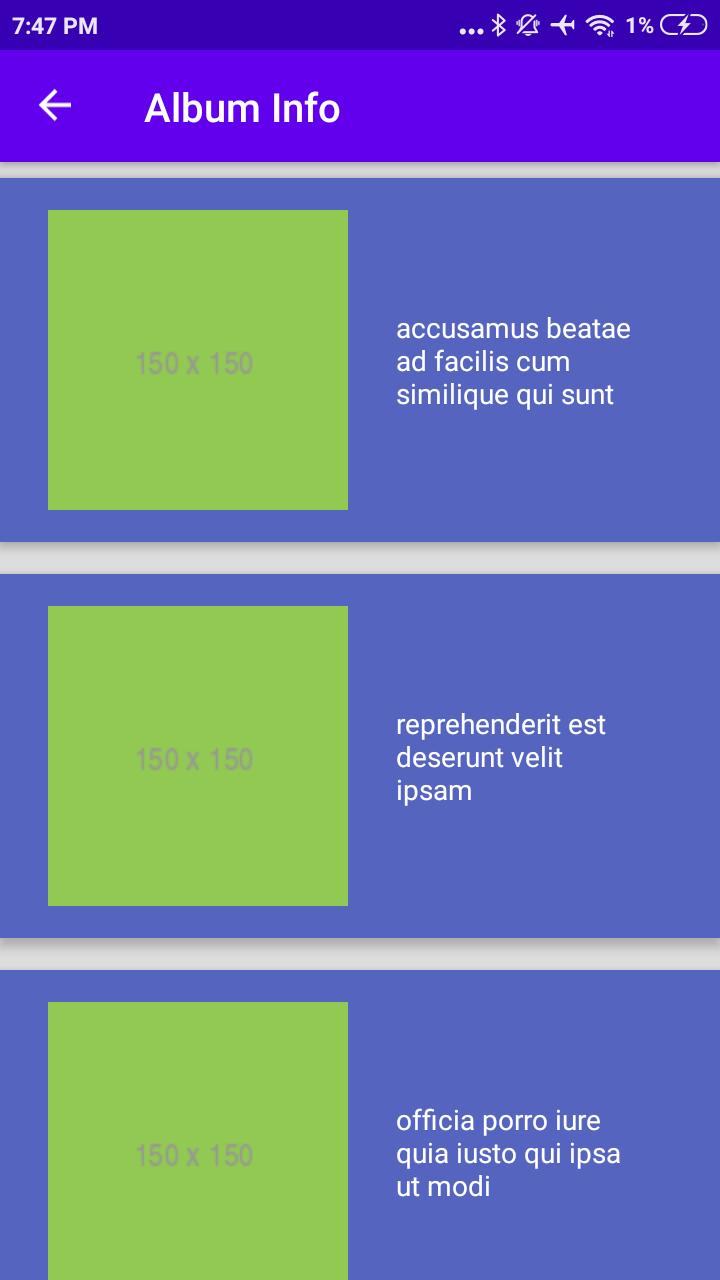 7:47 PM 1%
Album Info
150 x 150
accusamus beatae
ad facilis cum
similique qui sunt
150 x 150
reprehenderit est
deserunt velit
ipsam
150 x 150
officia porro iure
quia iusto qui ipsa
ut modi